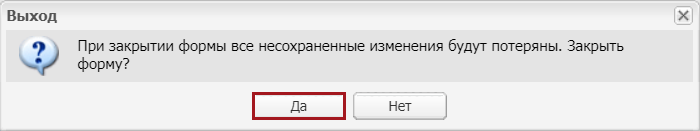 Выход
При закрытии формы все несохраненные изменения будут потеряны. Закрыть
форму?
Да
Нет